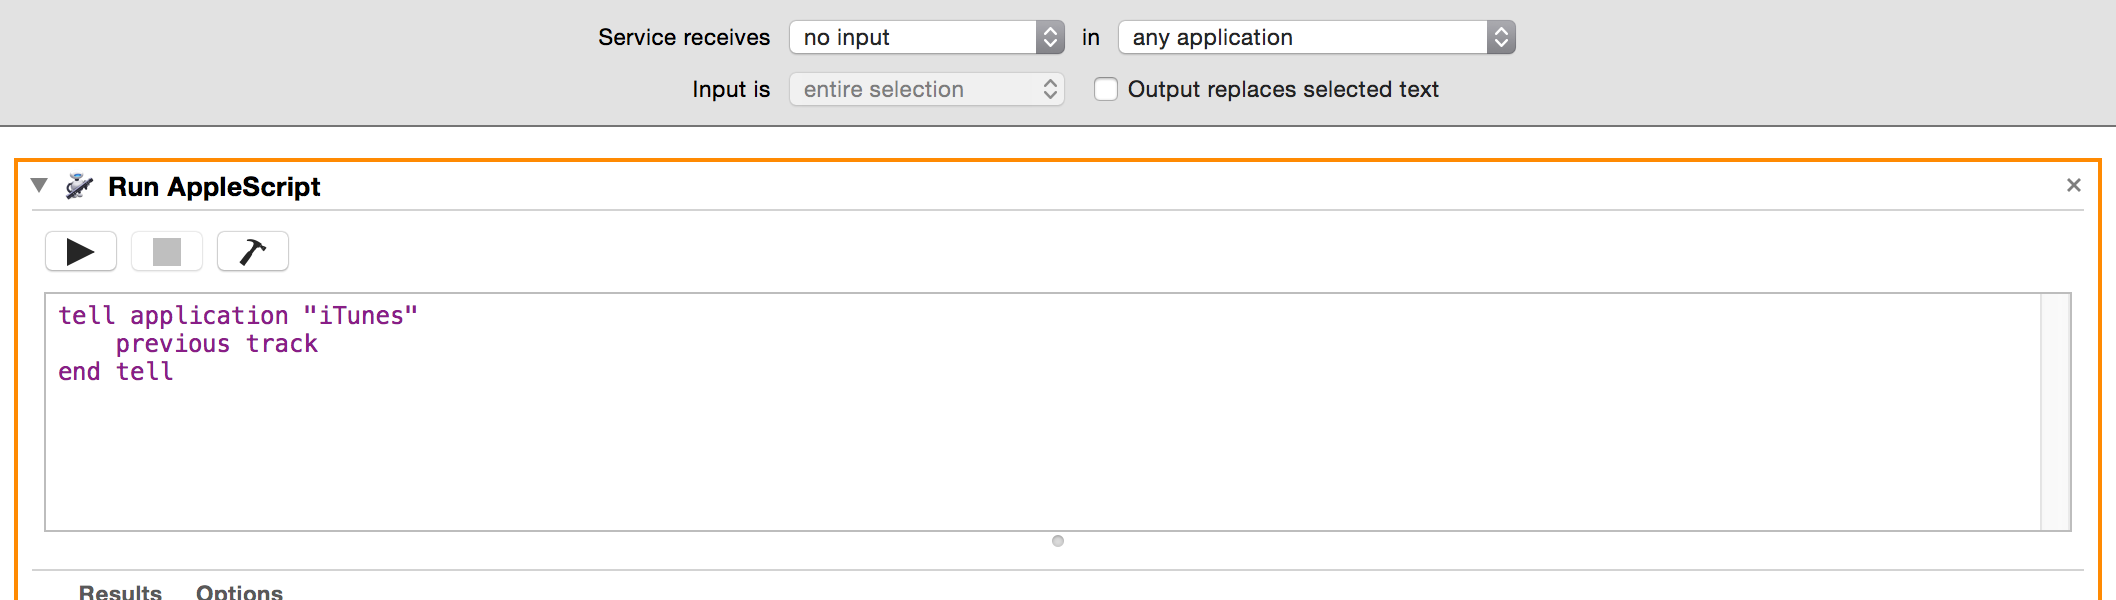 Service receives no input in any application
Input is entire selection Output replaces selected text
Run AppleScript
tell application "iTunes"
    previous track
end tell
Results Options